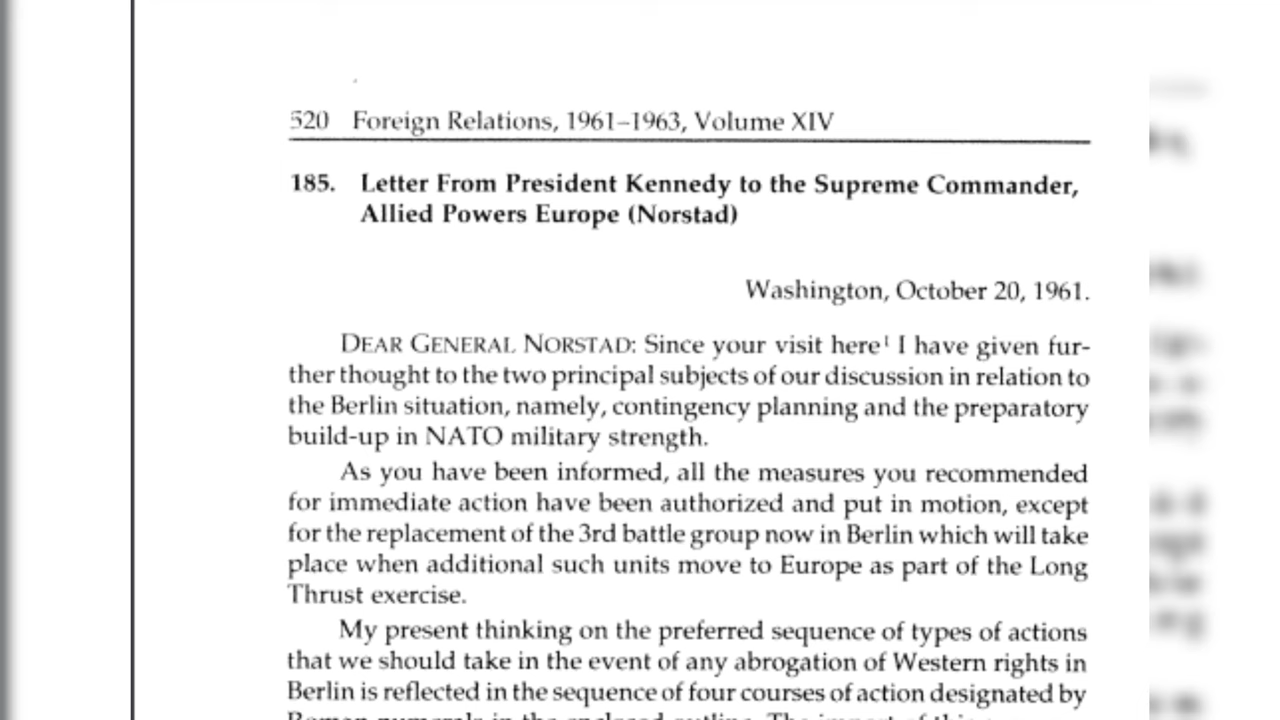 520 Foreign Relations, 1961–1963, Volume XIV
185. Letter From President Kennedy to the Supreme Commander,
Allied Powers Europe (Norstad)
Washington, October 20, 1961.
DEAR GENERAL NORSTAD: Since your visit here¹ I have given fur-
ther thought to the two principal subjects of our discussion in relation to
the Berlin situation, namely, contingency planning and the preparatory
build-up in NATO military strength.
As you have been informed, all the measures you recommended
for immediate action have been authorized and put in motion, except
for the replacement of the 3rd battle group now in Berlin which will take
place when additional such units move to Europe as part of the Long
Thrust exercise.
My present thinking on the preferred sequence of types of actions
that we should take in the event of any abrogation of Western rights in
Berlin is reflected in the sequence of four courses of action designated by